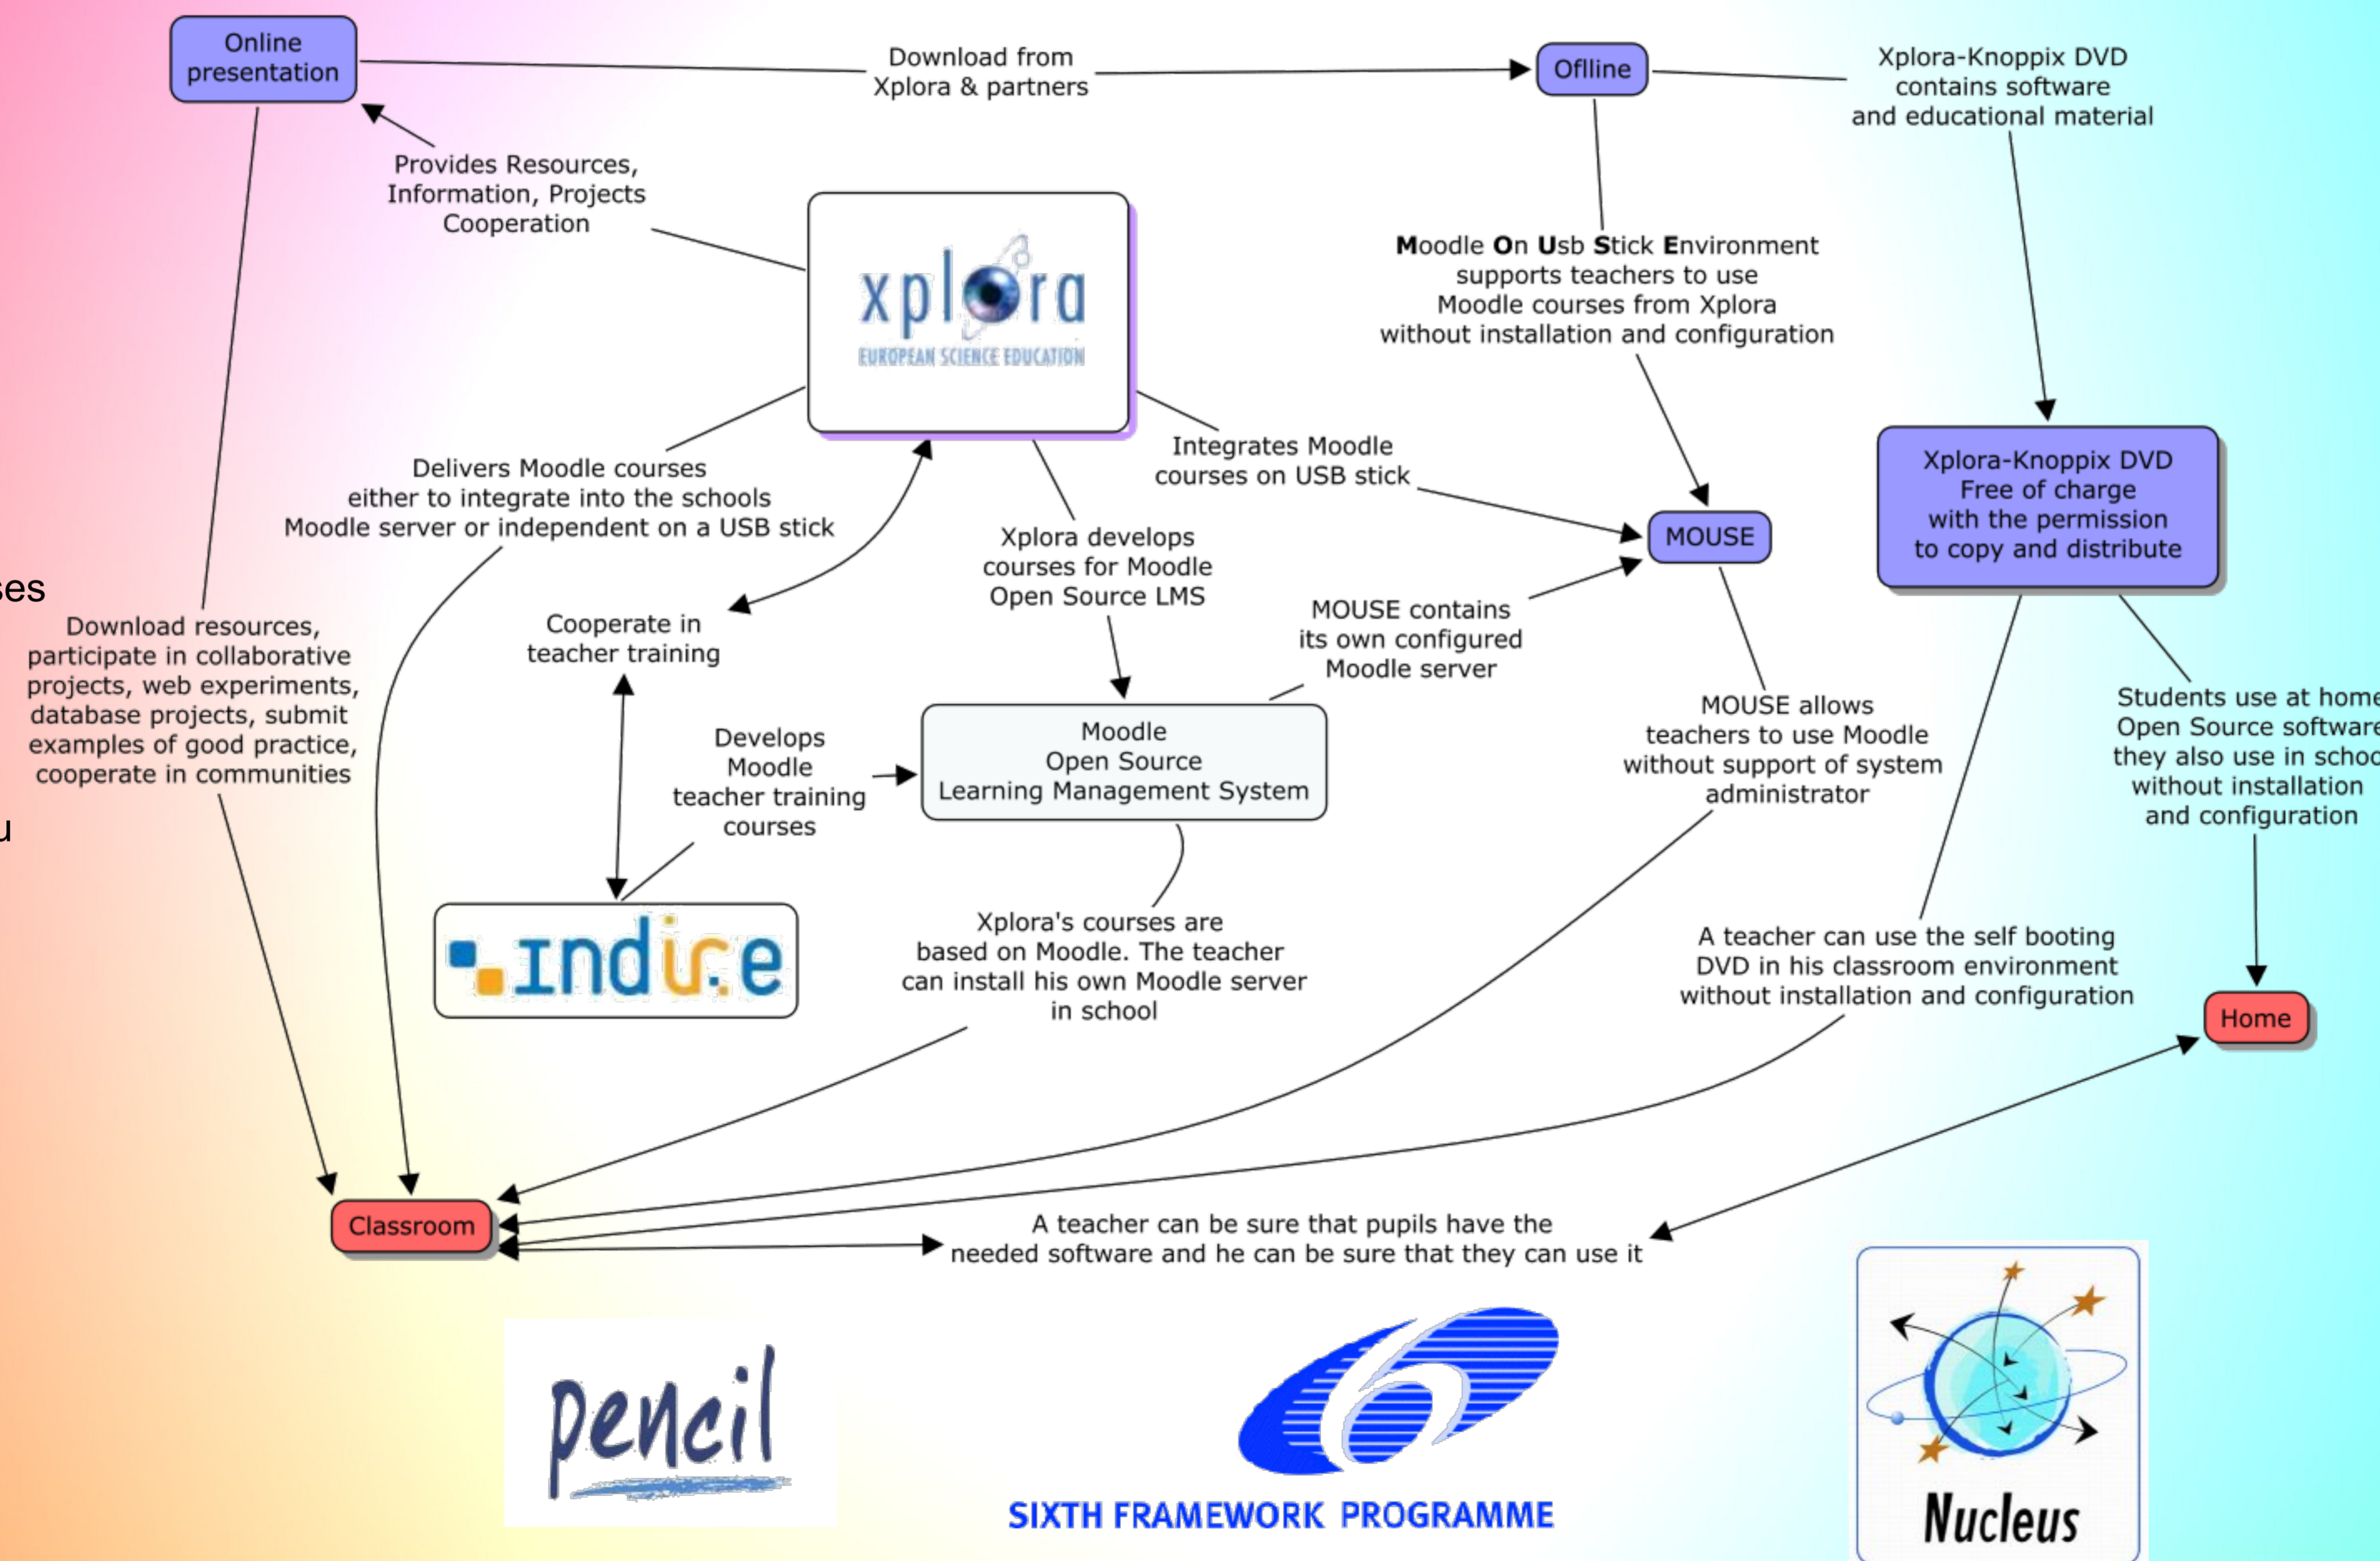 Online
presentation
Download from
Xplora & partners
Oflline
Xplora-Knoppix DVD
contains software
and educational material
Provides Resources,
Information, Projects
Cooperation
xplora
EUROPEAN SCIENCE EDUCATION
Moodle On Usb Stick Environment
supports teachers to use
Moodle courses from Xplora
without installation and configuration
Delivers Moodle courses
either to integrate into the schools
Moodle server or independent on a USB stick
Integrates Moodle
courses on USB stick
Xplora-Knoppix DVD
Free of charge
with the permission
to copy and distribute
MOUSE
Xplora develops
courses for Moodle
Open Source LMS
ses
Download resources,
participate in collaborative
projects, web experiments,
database projects, submit
examples of good practice,
cooperate in communities
u
Cooperate in
teacher training
MOUSE contains
its own configured
Moodle server
Develops
Moodle
teacher training
courses
Moodle
Open Source
Learning Management System
MOUSE allows
teachers to use Moodle
without support of system
administrator
Students use at home
Open Source software
they also use in schoo
without installation
and configuration
indire
Xplora's courses are
based on Moodle. The teacher
can install his own Moodle server
in school
A teacher can use the self booting
DVD in his classroom environment
without installation and configuration
Home
Classroom
A teacher can be sure that pupils have the
needed software and he can be sure that they can use it
pencil
6
SIXTH FRAMEWORK PROGRAMME
Nucleus